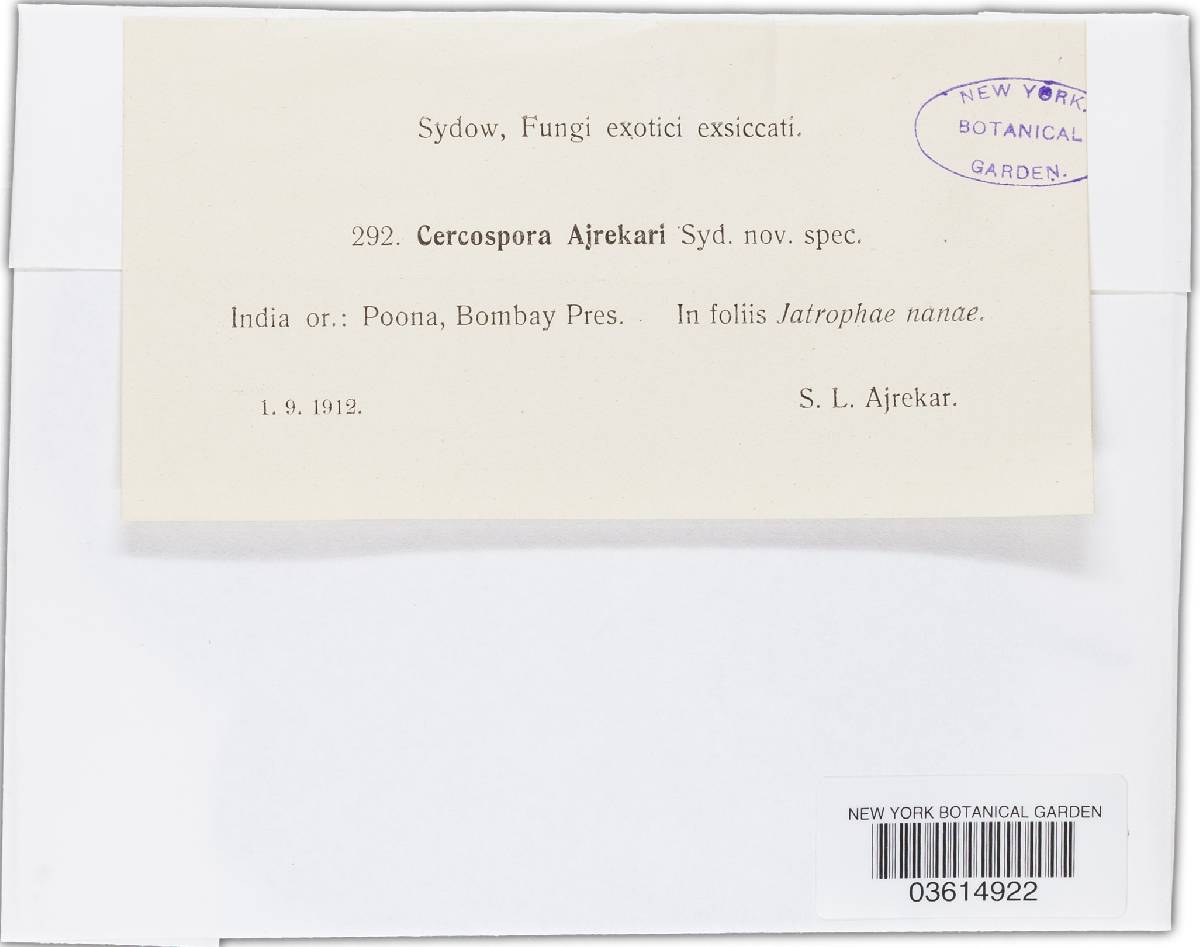 Sydow, Fungi exotici exsiccati.
NEW YORK.
BOTANICAL
GARDEN.
292. Cercospora Ajrekari Syd. nov. spec.
India or.: Poona, Bombay Pres. In foliis Jatrophae nanae.
1. 9. 1912. S. L. Ajrekar.
NEW YORK BOTANICAL GARDEN
03614922